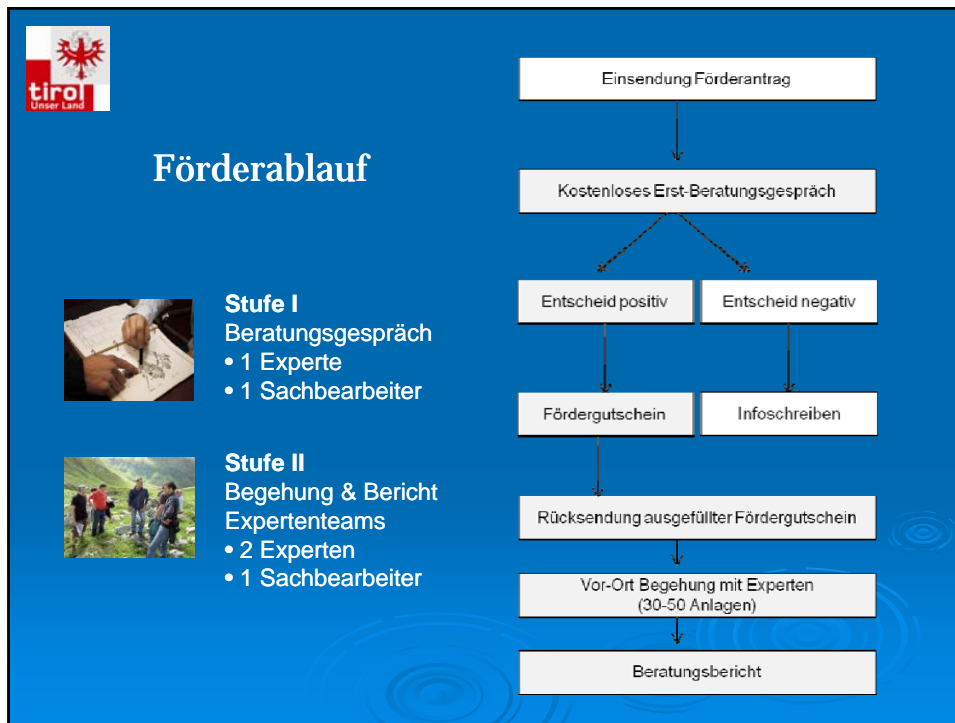 tirol
Unser Land
Förderablauf
Stufe I
Beratungsgespräch
• 1 Experte
• 1 Sachbearbeiter
Stufe II
Begehung & Bericht
Expertenteams
• 2 Experten
• 1 Sachbearbeiter
Einsendung Förderantrag
Kostenloses Erst-Beratungsgespräch
Entscheid positiv
Entscheid negativ
Fördergutschein
Infoschreiben
Rücksendung ausgefüllter Fördergutschein
Vor-Ort Begehung mit Experten
(30-50 Anlagen)
Beratungsbericht